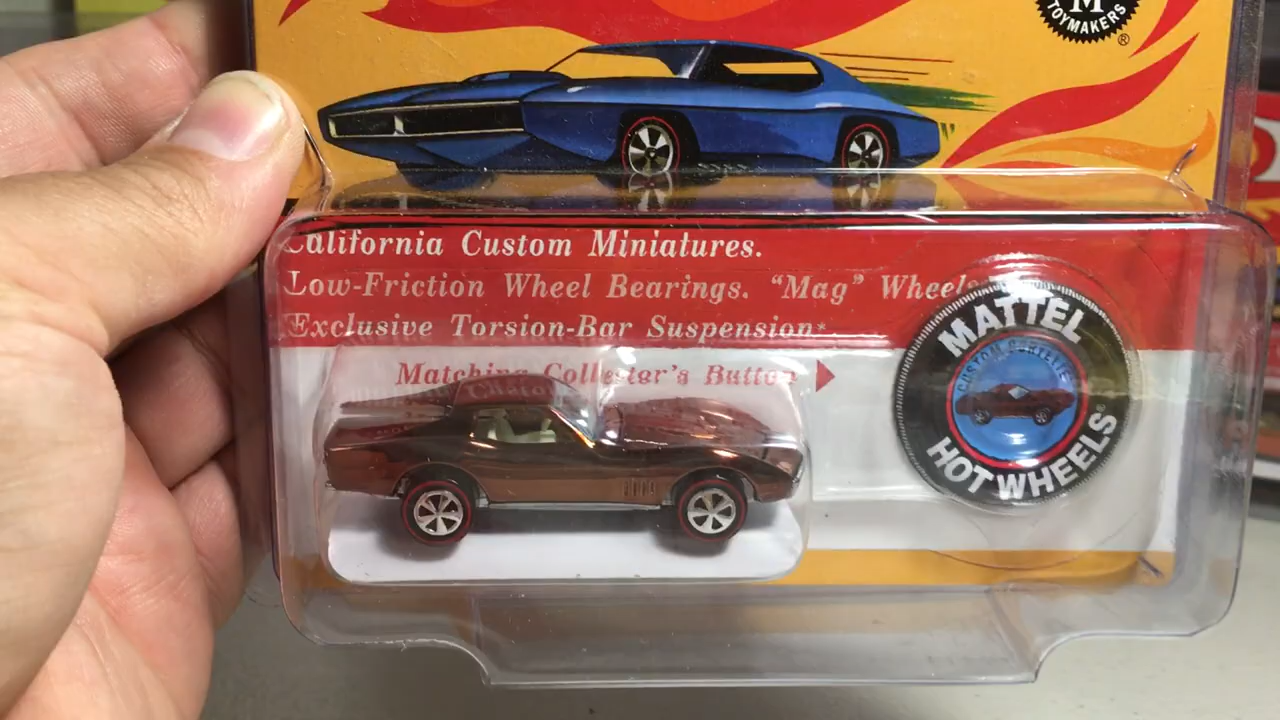 M
TOYMAKERS
®
California Custom Miniatures.
Low-Friction Wheel Bearings. "Mag" Wheels
Exclusive Torsion-Bar Suspension*
Matching Collector's Button
MATTEL
CUSTOM CORVETTE
HOT WHEELS®